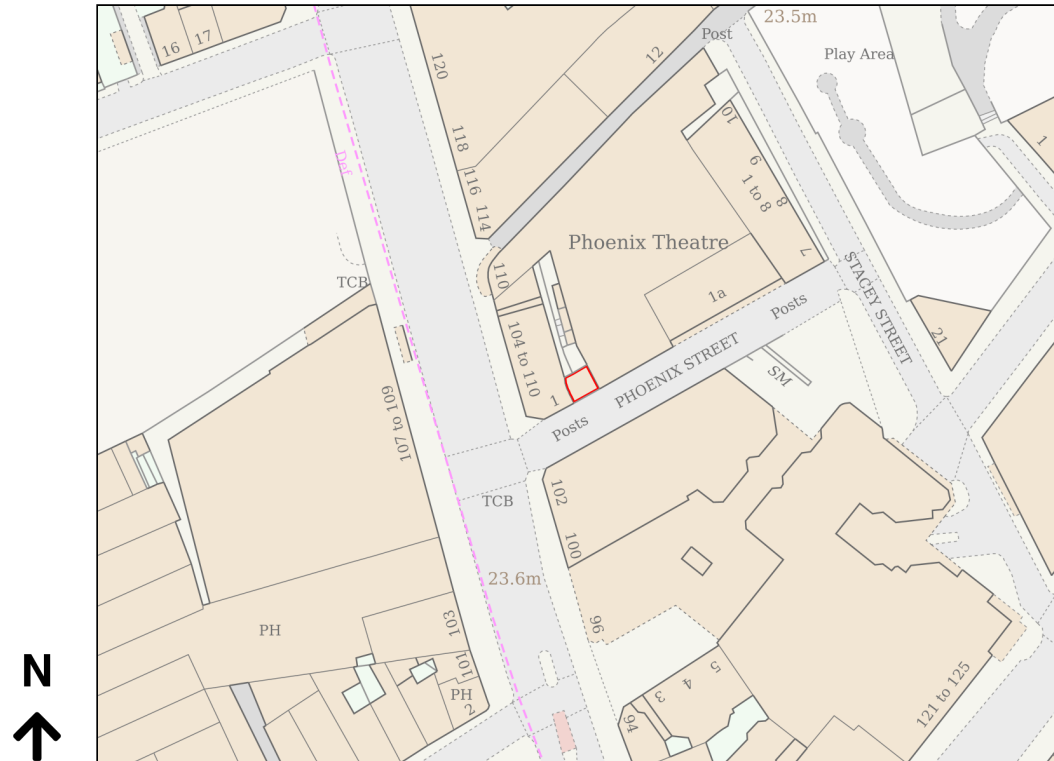 23.5m
Post
Play Area
16
17
120
12
118
10
1
9
1 to 8
8
Def
116
114
Phoenix Theatre
7
TCB
110
1a
Posts
STACEY STREET
104 to 110
PHOENIX STREET
21
SM
107 to 109
1
Posts
102
TCB
100
23.6m
96
103
PH
101
5
4
3
PH
2
94
121 to 125
N